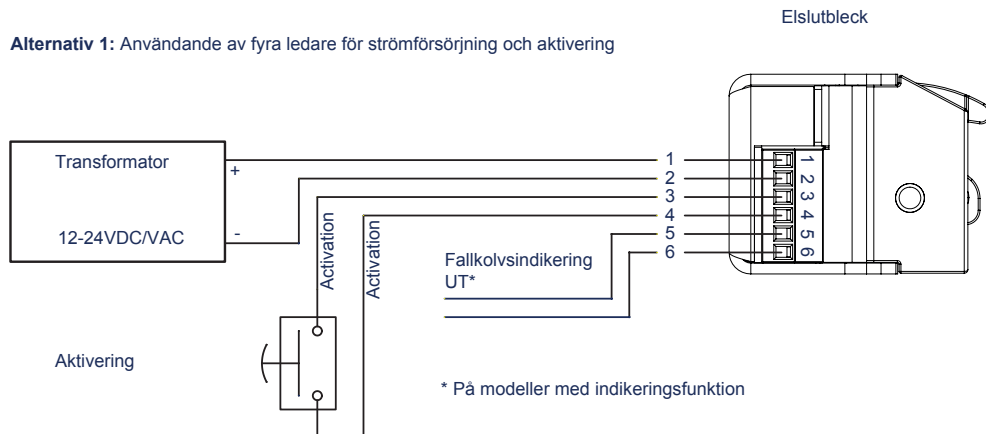 Elslutbleck
Alternativ 1: Användande av fyra ledare för strömförsörjning och aktivering
Transformator
+
12-24VDC/VAC
-
1
2
3
4
5
6
1
2
3
4
5
6
Activation
Activation
Fallkolvsindikering
UT*
Aktivering
* På modeller med indikeringsfunktion